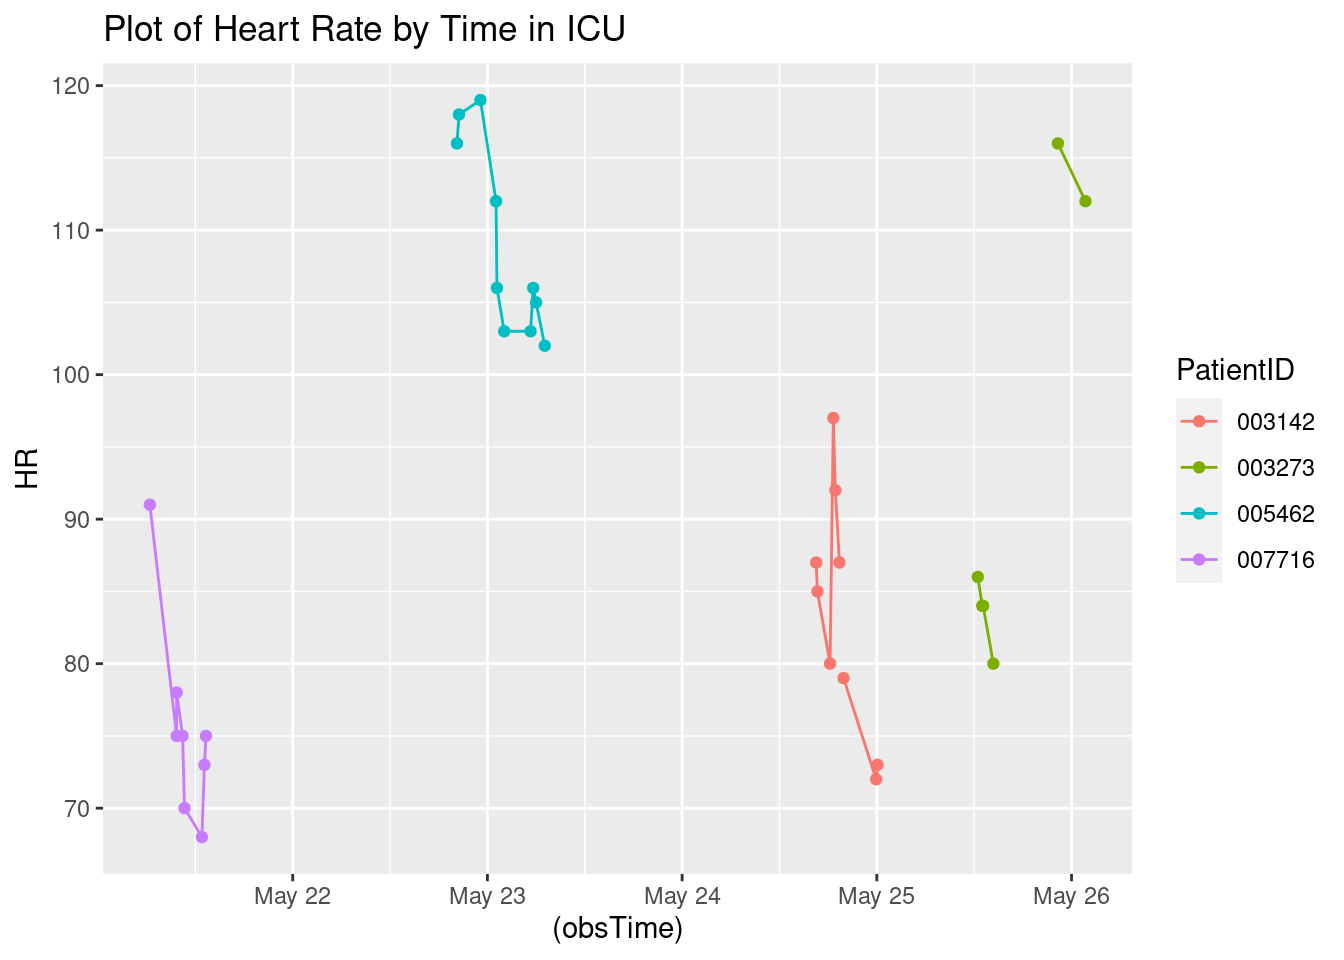 Plot of Heart Rate by Time in ICU
120
110
100
90
80
70
HR
May 22 May 23 May 24 May 25 May 26
(obsTime)
PatientID
003142
003273
005462
007716